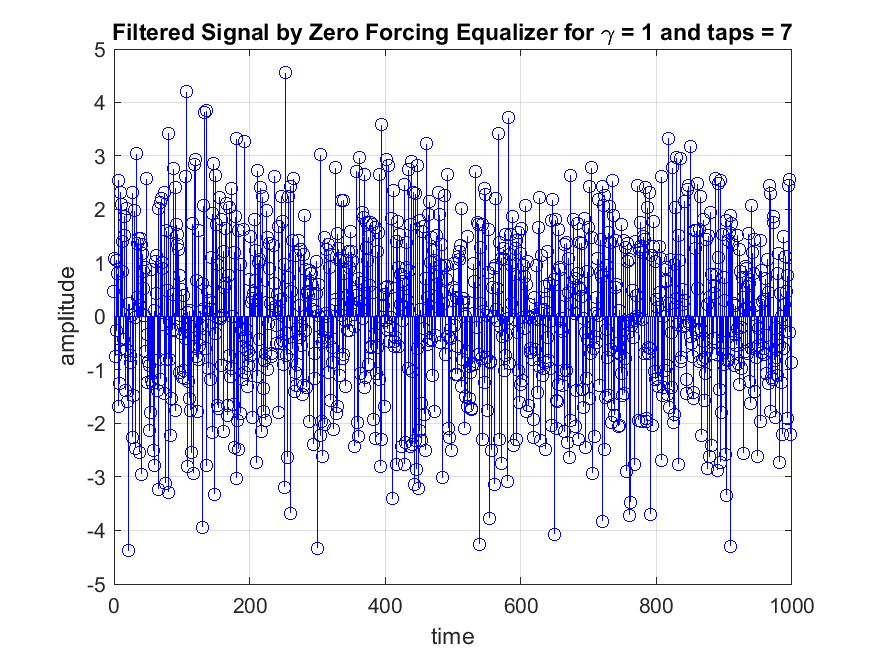 Filtered Signal by Zero Forcing Equalizer for γ = 1 and taps = 7
5
4
3
2
1
0
-1
-2
-3
-4
-5
amplitude
0 200 400 600 800 1000
time